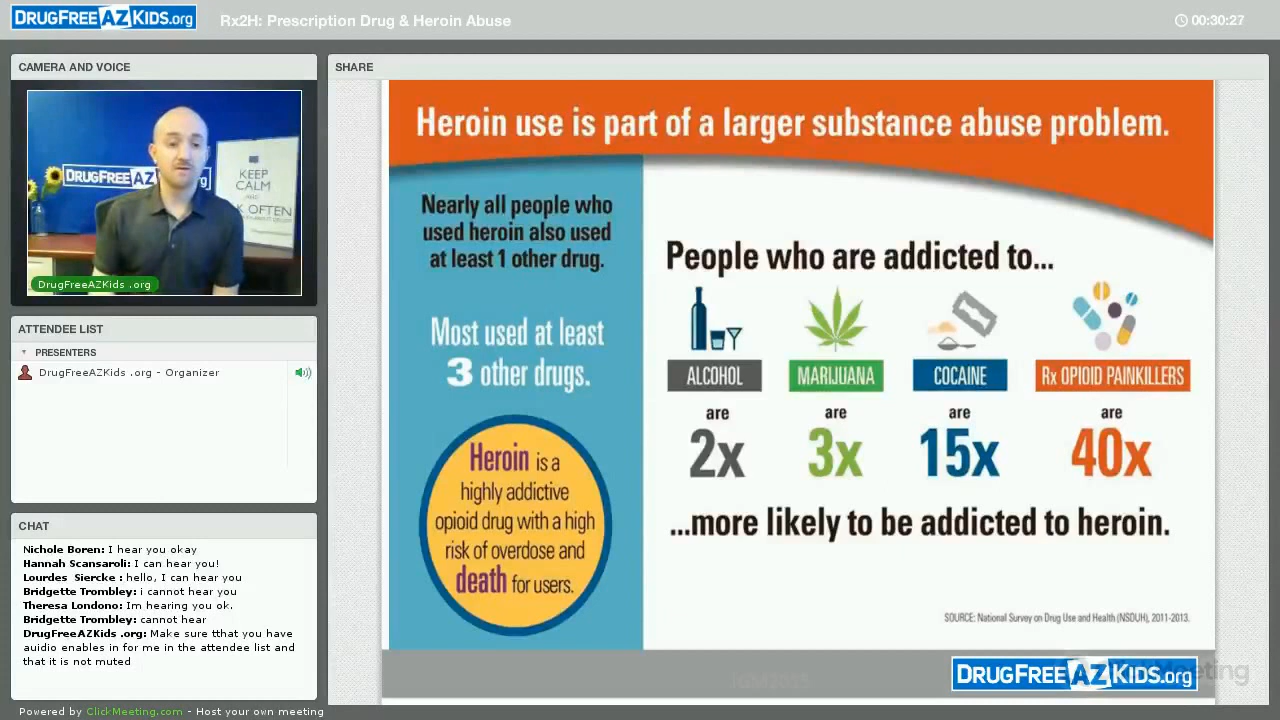 DRUGFREEAZKIDS.org
Rx2H: Prescription Drug & Heroin Abuse
00:30:27
CAMERA AND VOICE
DRUGFREEAZ
KEEP
CALM
AND
OFTEN
DrugFreeAZKids .org
ATTENDEE LIST
PRESENTERS
DrugFreeAZKids .org - Organizer
CHAT
Nichole Boren: I hear you okay
Hannah Scansaroli: I can hear you!
Lourdes Siercke : hello, I can hear you
Bridgette Trombley: i cannot hear you
Theresa Londono: Im hearing you ok.
Bridgette Trombley: cannot hear
DrugFreeAZKids .org: Make sure tthat you have
auidio enables in for me in the attendee list and
that it is not muted
SHARE
Heroin use is part of a larger substance abuse problem.
Nearly all people who
used heroin also used
at least 1 other drug.
Most used at least
3 other drugs.
Heroin is a
highly addictive
opioid drug with a high
risk of overdose and
death for users.
People who are addicted to...
ALCOHOL MARIJUANA COCAINE Rx OPIOID PAINKILLERS
are are are are
2x 3x 15x 40x
...more likely to be addicted to heroin.
SOURCE: National Survey on Drug Use and Health (NSDUH), 2011-2013.
DRUGFREEAZKIDS.org
Powered by ClickMeeting.com - Host your own meeting